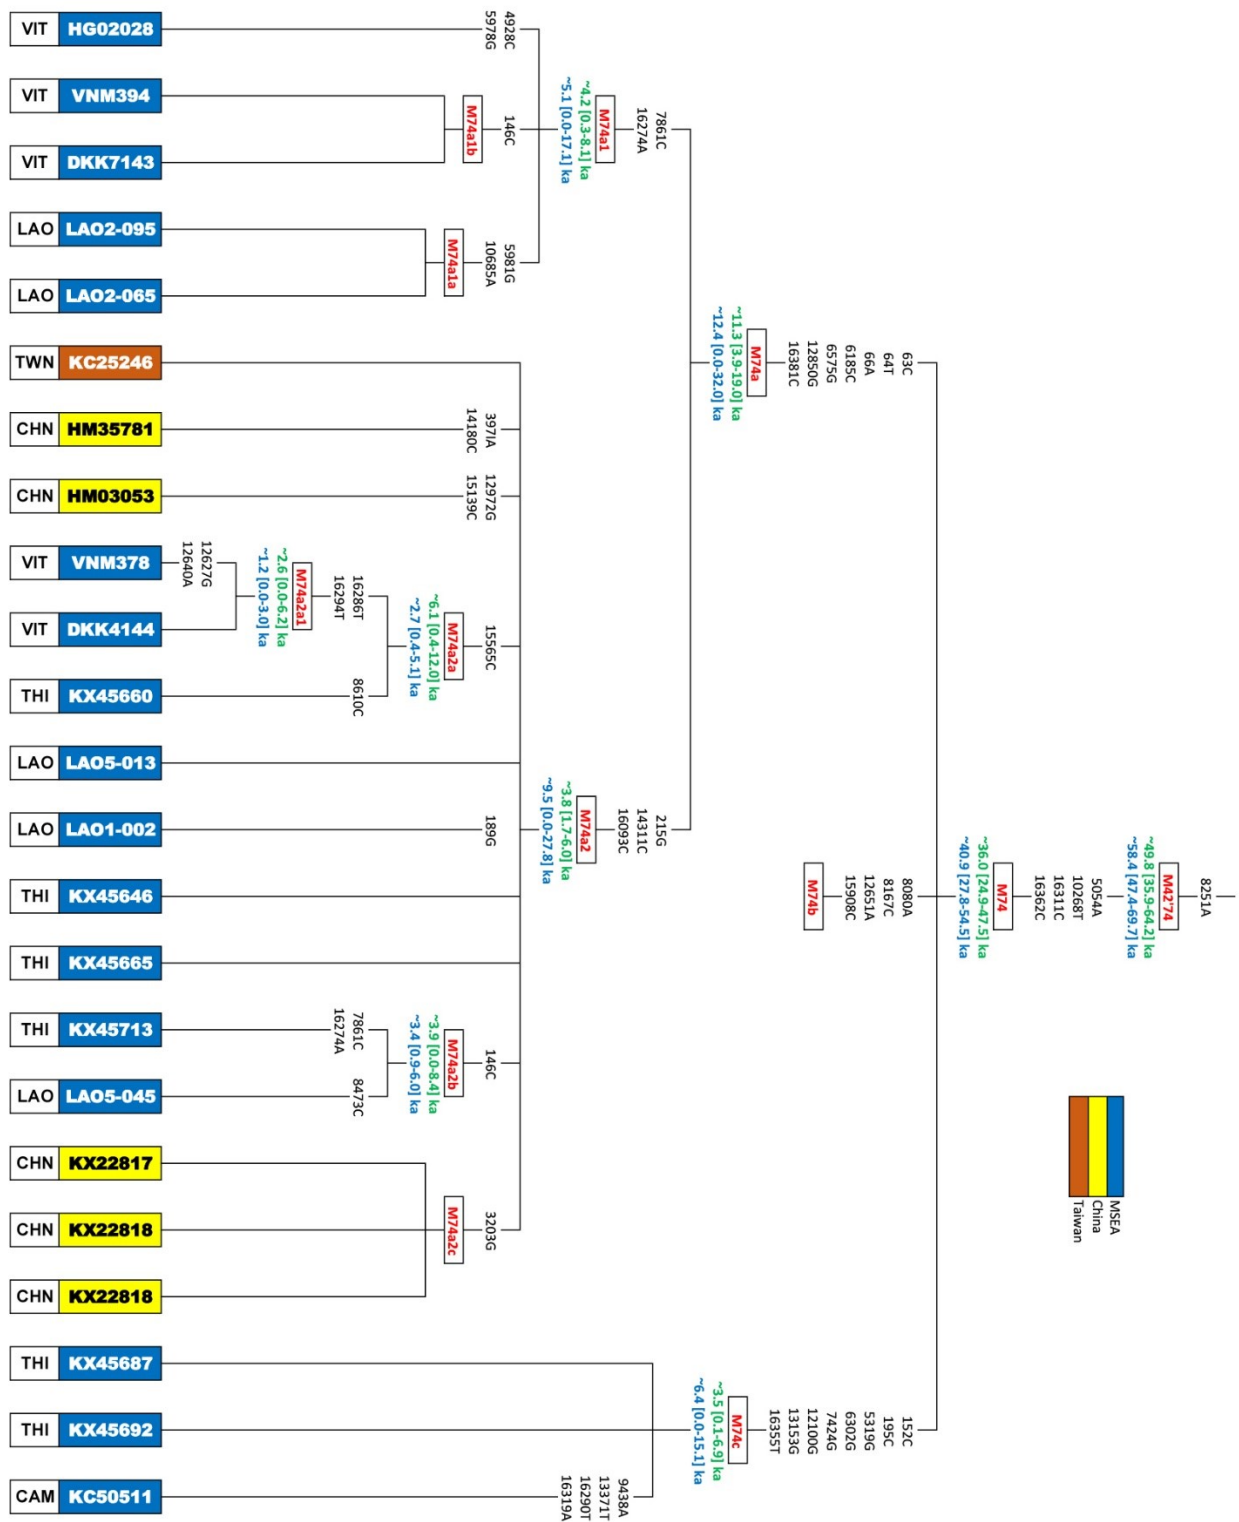 8251A
M42'74
~49.8 [35.9-64.2] ka
~58.4 [47.4-69.7] ka
5054A
10268T
16311C
16362C
M74
~36.0 [24.9-47.5] ka
~40.9 [27.8-54.5] ka
MSEA
China
Taiwan
63C
64T
66A
6185C
6575G
12850G
16381C
M74a
~11.3 [3.9-19.0] ka
~12.4 [0.0-32.0] ka
8080A
8167C
12651A
15908C
M74b
152C
195C
5319G
6302G
7424G
12100G
13153G
16355T
M74c
~3.5 [0.1-6.9] ka
~6.4 [0.0-15.1] ka
7861C
16274A
M74a1
~4.2 [0.3-8.1] ka
~5.1 [0.0-17.1] ka
215G
14311C
16093C
M74a2
~3.8 [1.7-6.0] ka
~9.5 [0.0-27.8] ka
4928C
5978G
146C
M74a1b
5981G
10685A
M74a1a
397IA
14180C
12972G
15139C
15565C
M74a2a
~6.1 [0.4-12.0] ka
~2.7 [0.4-5.1] ka
16286T
16294T
M74a2a1
~2.6 [0.0-6.2] ka
~1.2 [0.0-3.0] ka
12627G
12640A
8610C
189G
146C
M74a2b
~3.9 [0.0-8.4] ka
~3.4 [0.9-6.0] ka
7861C
16274A
8473C
3203G
M74a2c
9438A
13371T
16290T
16319A
VIT HG02028
VIT VNM394
VIT DKK7143
LAO LAO2-095
LAO LAO2-065
TWN KC25246
CHN HM35781
CHN HM03053
VIT VNM378
VIT DKK4144
THI KX45660
LAO LAO5-013
LAO LAO1-002
THI KX45646
THI KX45665
THI KX45713
LAO LAO5-045
CHN KX22817
CHN KX22818
CHN KX22818
THI KX45687
THI KX45692
CAM KC50511